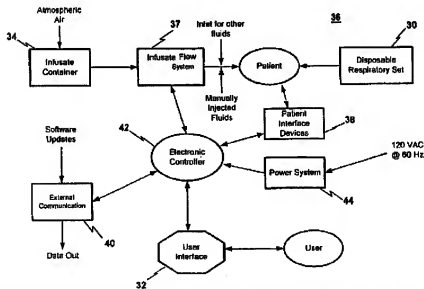 Atmospheric
Air
34
Infusate
Container
37
Infusate Flow
System
Inlet for other
fluids
36
Patient
30
Disposable
Respiratory Set
Manually
Injected
Fluids
Patient
Interface
Devices
38
42
Software
Updates
Electronic
Controller
120 VAC
@ 60 Hz
Power System
44
External
Communication
40
Data Out
User
Interface
32
User